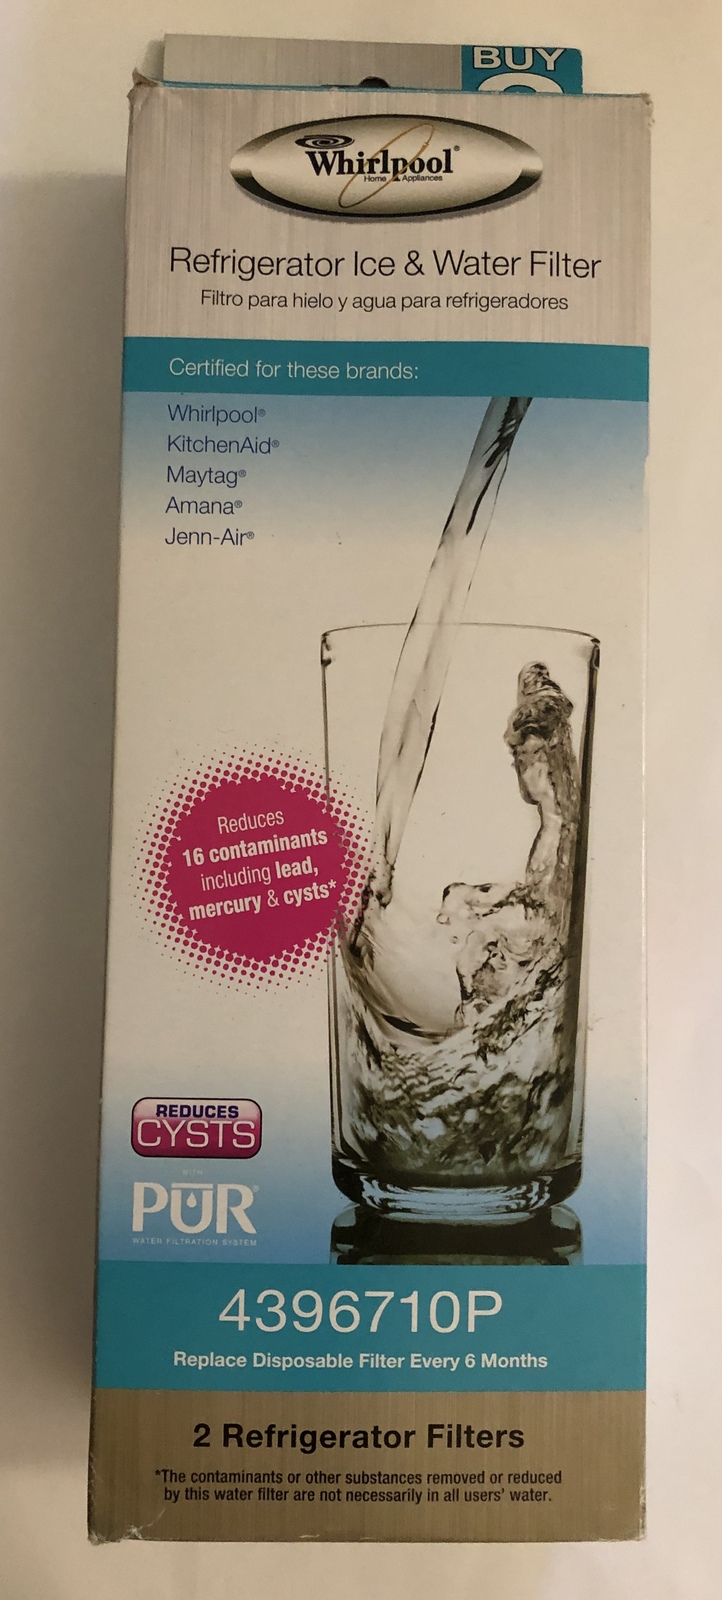 BUY
Whirlpool®
Home Appliances
Refrigerator Ice & Water Filter
Filtro para hielo y agua para refrigeradores
Certified for these brands:
Whirlpool®
KitchenAid®
Maytag®
Amana®
Jenn-Air®
Reduces
16 contaminants
including lead,
mercury & cysts*
REDUCES
CYSTS
WITH
PŪR®
WATER FILTRATION SYSTEM
4396710P
Replace Disposable Filter Every 6 Months
2 Refrigerator Filters
*The contaminants or other substances removed or reduced
by this water filter are not necessarily in all users' water.